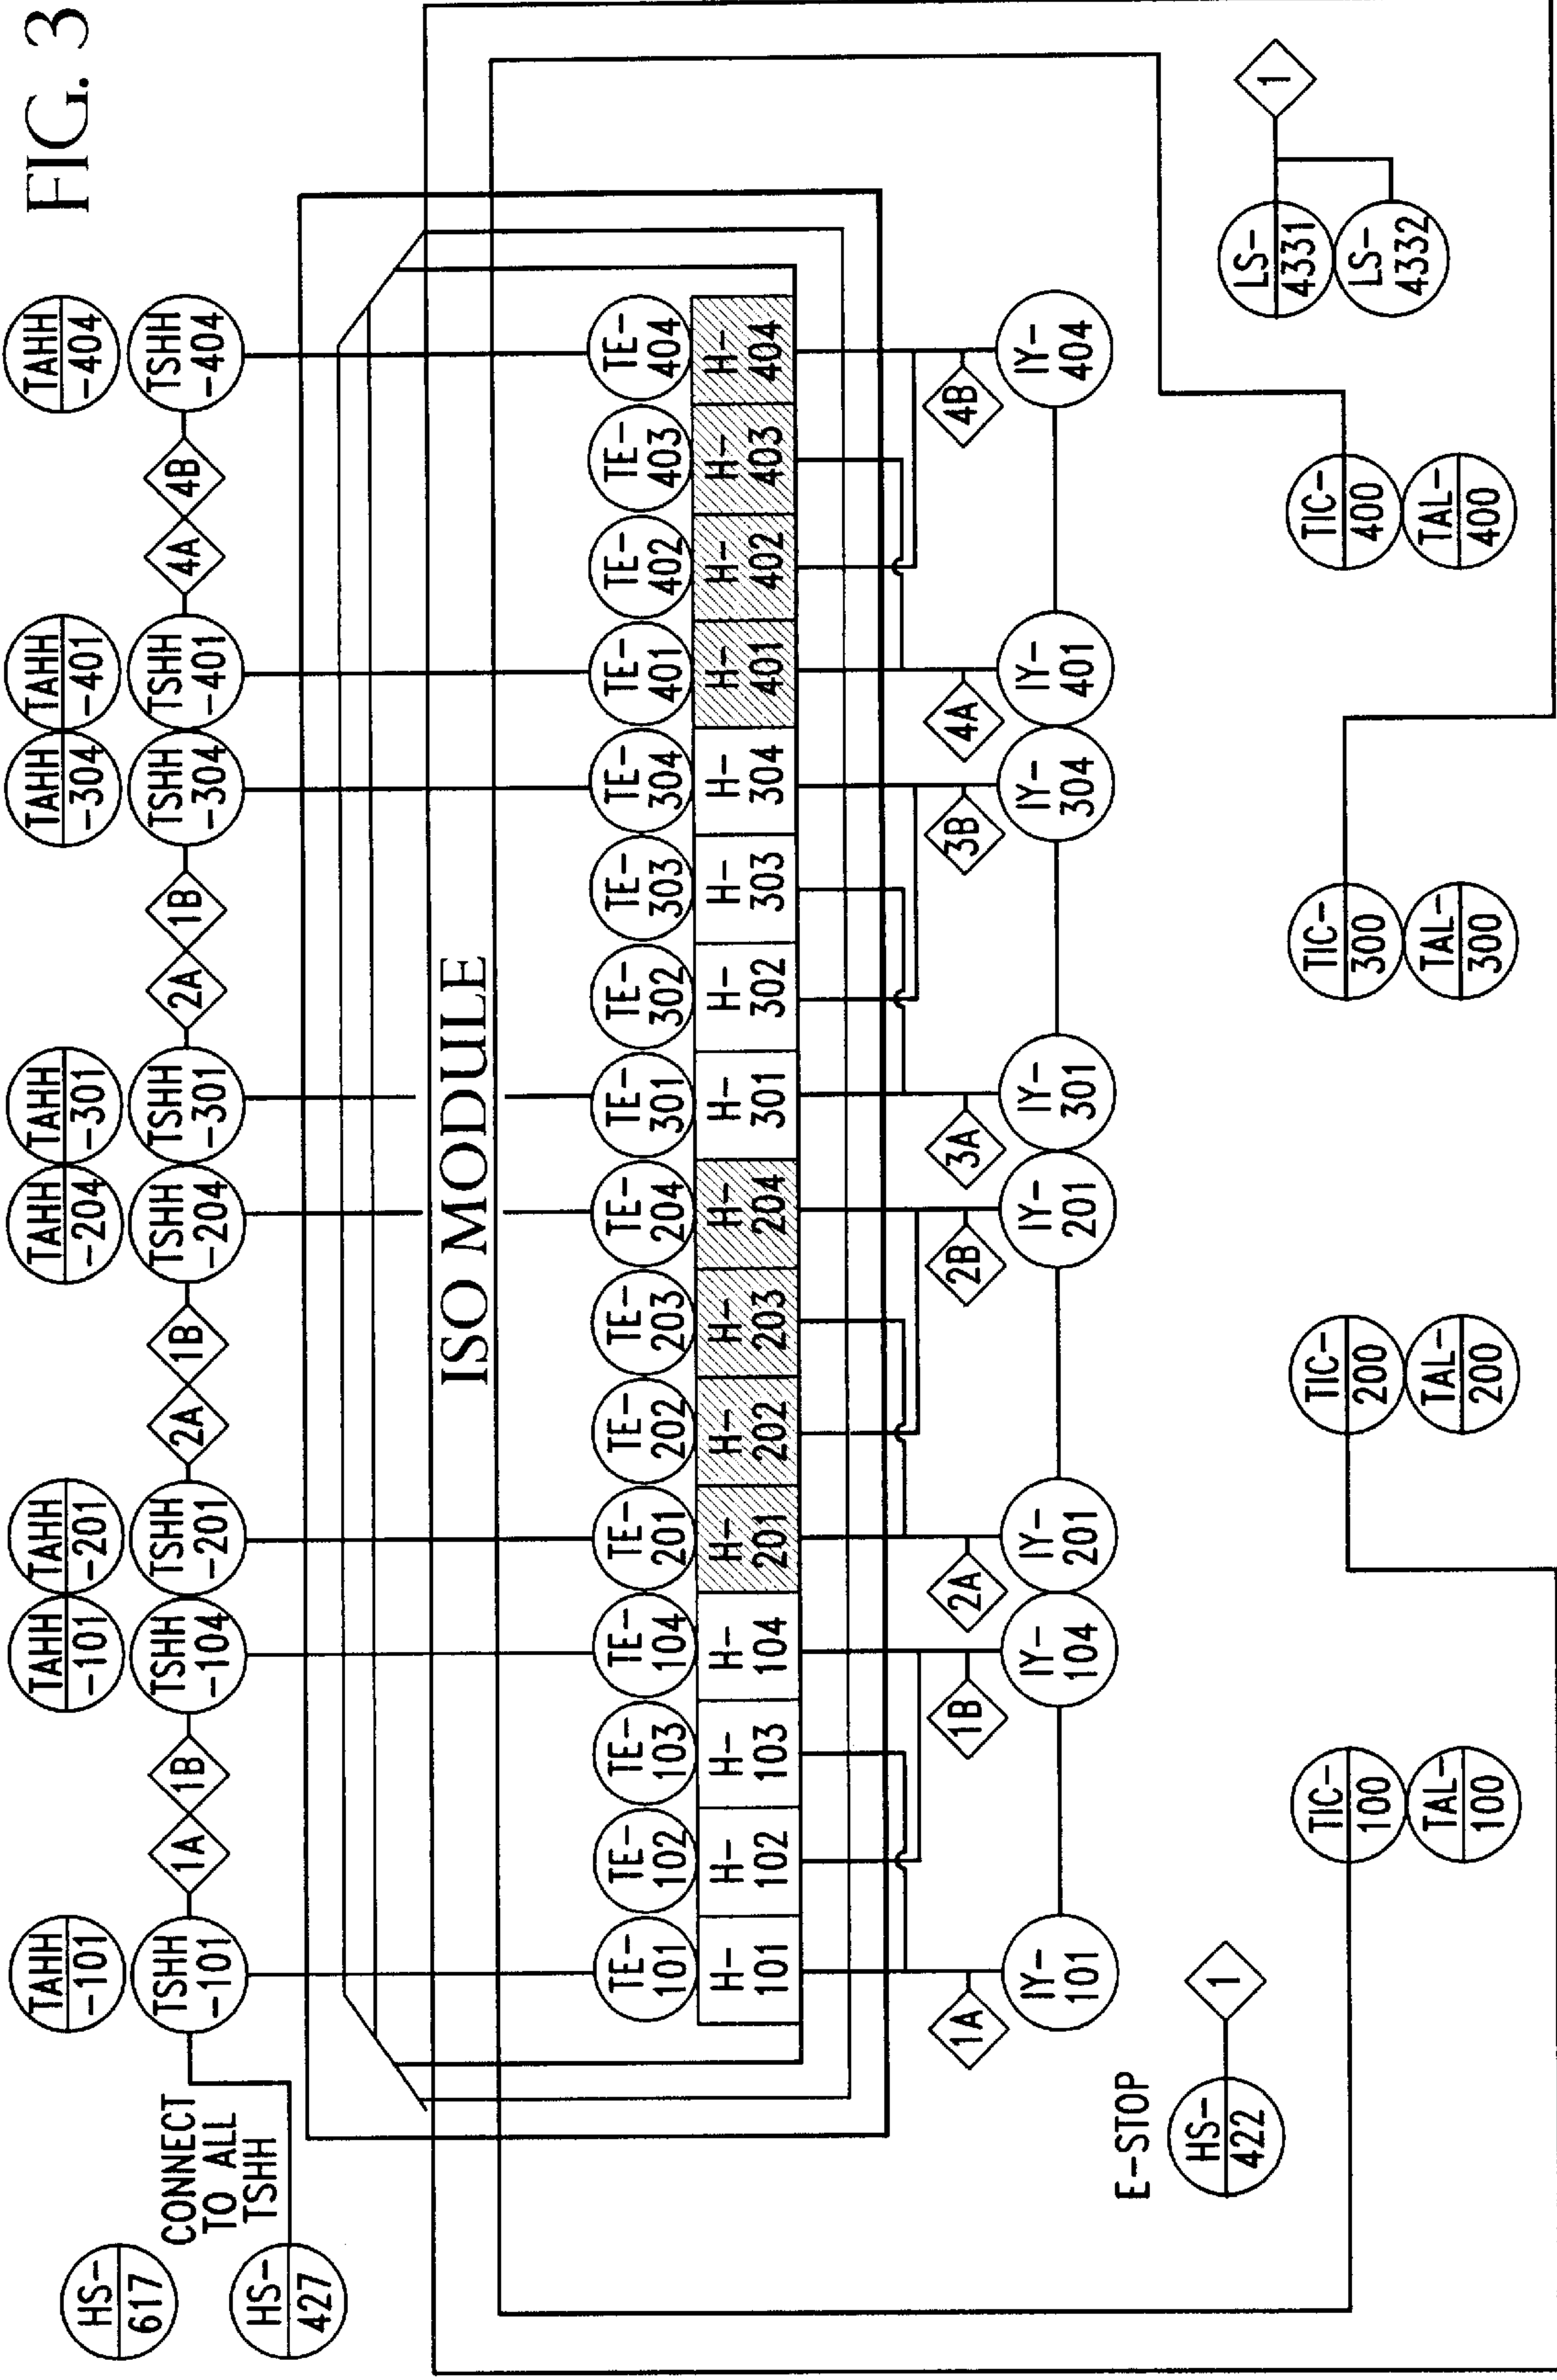 FIG. 3
HS-
617
HS-
427
CONNECT
TO ALL
TSHH
TAHH
-101
TAHH
-101
TAHH
-201
TAHH
-204
TAHH
-301
TAHH
-304
TAHH
-401
TAHH
-404
TSHH
-101
1A
1B
TSHH
-104
TSHH
-201
2A
1B
TSHH
-204
TSHH
-301
2A
1B
TSHH
-304
TSHH
-401
4A
4B
TSHH
-404
ISO MODULE
TE-
101
TE-
102
TE-
103
TE-
104
TE-
201
TE-
202
TE-
203
TE-
204
TE-
301
TE-
302
TE-
303
TE-
304
TE-
401
TE-
402
TE-
403
TE-
404
H-
101
H-
102
H-
103
H-
104
H-
201
H-
202
H-
203
H-
204
H-
301
H-
302
H-
303
H-
304
H-
401
H-
402
H-
403
H-
404
1A
1B
2A
2B
3A
3B
4A
4B
IY-
101
IY-
104
IY-
201
IY-
201
IY-
301
IY-
304
IY-
401
IY-
404
E-STOP
HS-
422
1
LS-
4331
LS-
4332
1
TIC-
100
TAL-
100
TIC-
200
TAL-
200
TIC-
300
TAL-
300
TIC-
400
TAL-
400